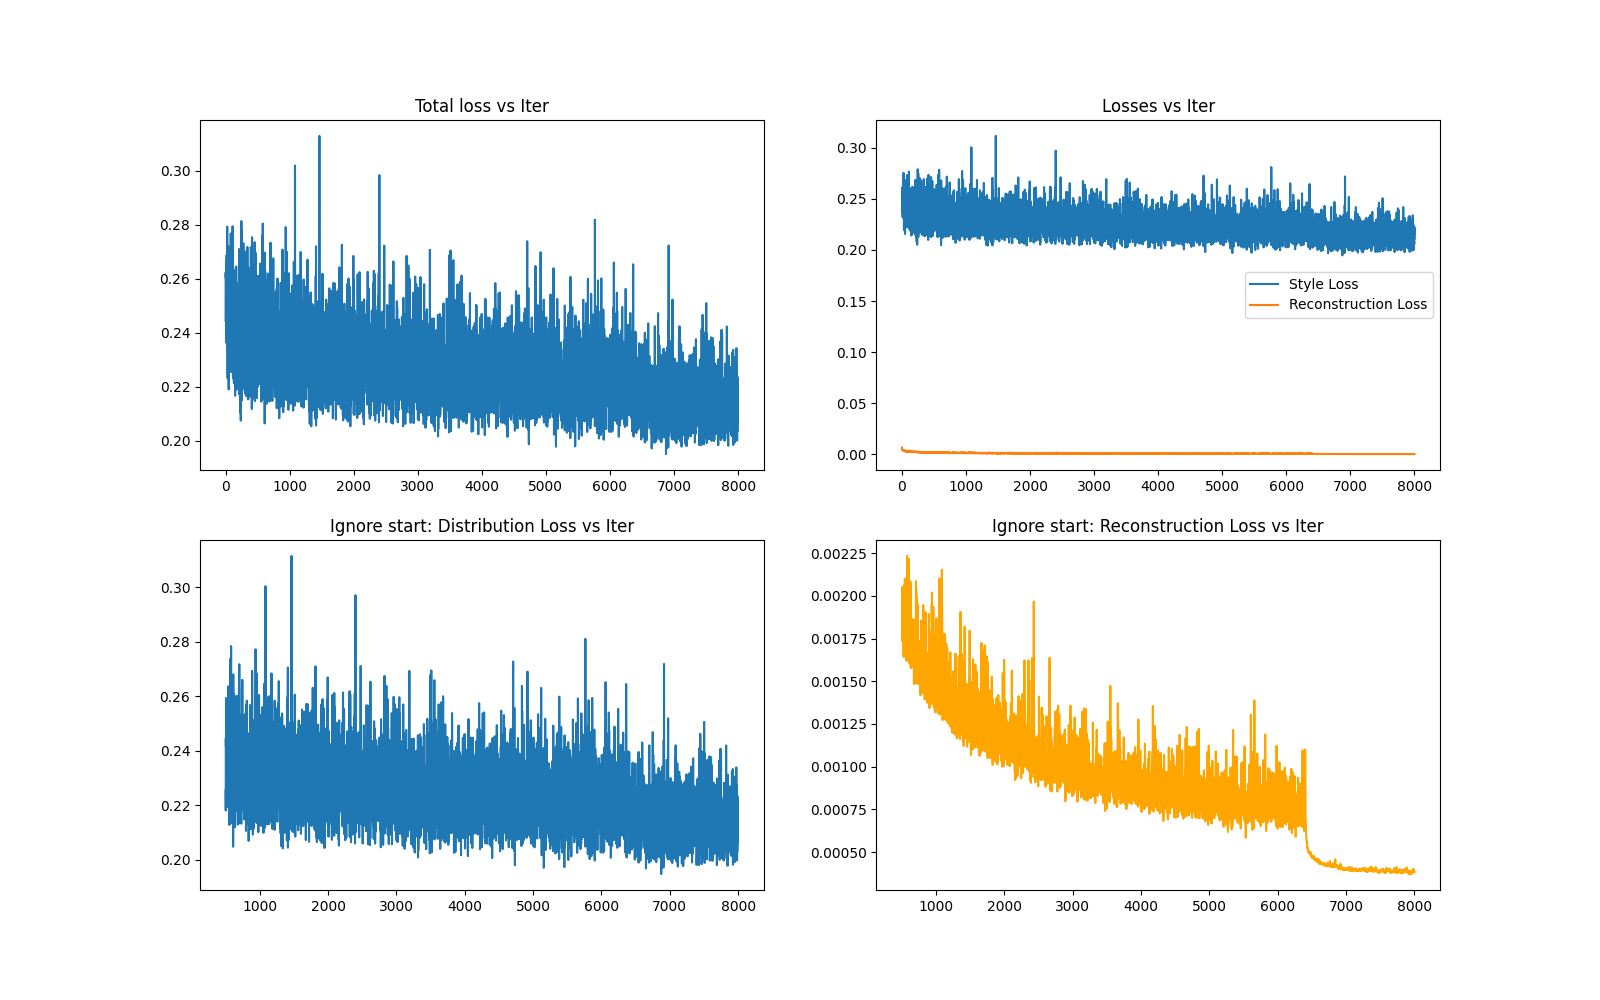 Total loss vs Iter
0.30
0.28
0.26
0.24
0.22
0.20
0 1000 2000 3000 4000 5000 6000 7000 8000
Losses vs Iter
0.30
0.25
0.20
0.15
0.10
0.05
0.00
Style Loss
Reconstruction Loss
0 1000 2000 3000 4000 5000 6000 7000 8000
Ignore start: Distribution Loss vs Iter
0.30
0.28
0.26
0.24
0.22
0.20
1000 2000 3000 4000 5000 6000 7000 8000
Ignore start: Reconstruction Loss vs Iter
0.00225
0.00200
0.00175
0.00150
0.00125
0.00100
0.00075
0.00050
1000 2000 3000 4000 5000 6000 7000 8000